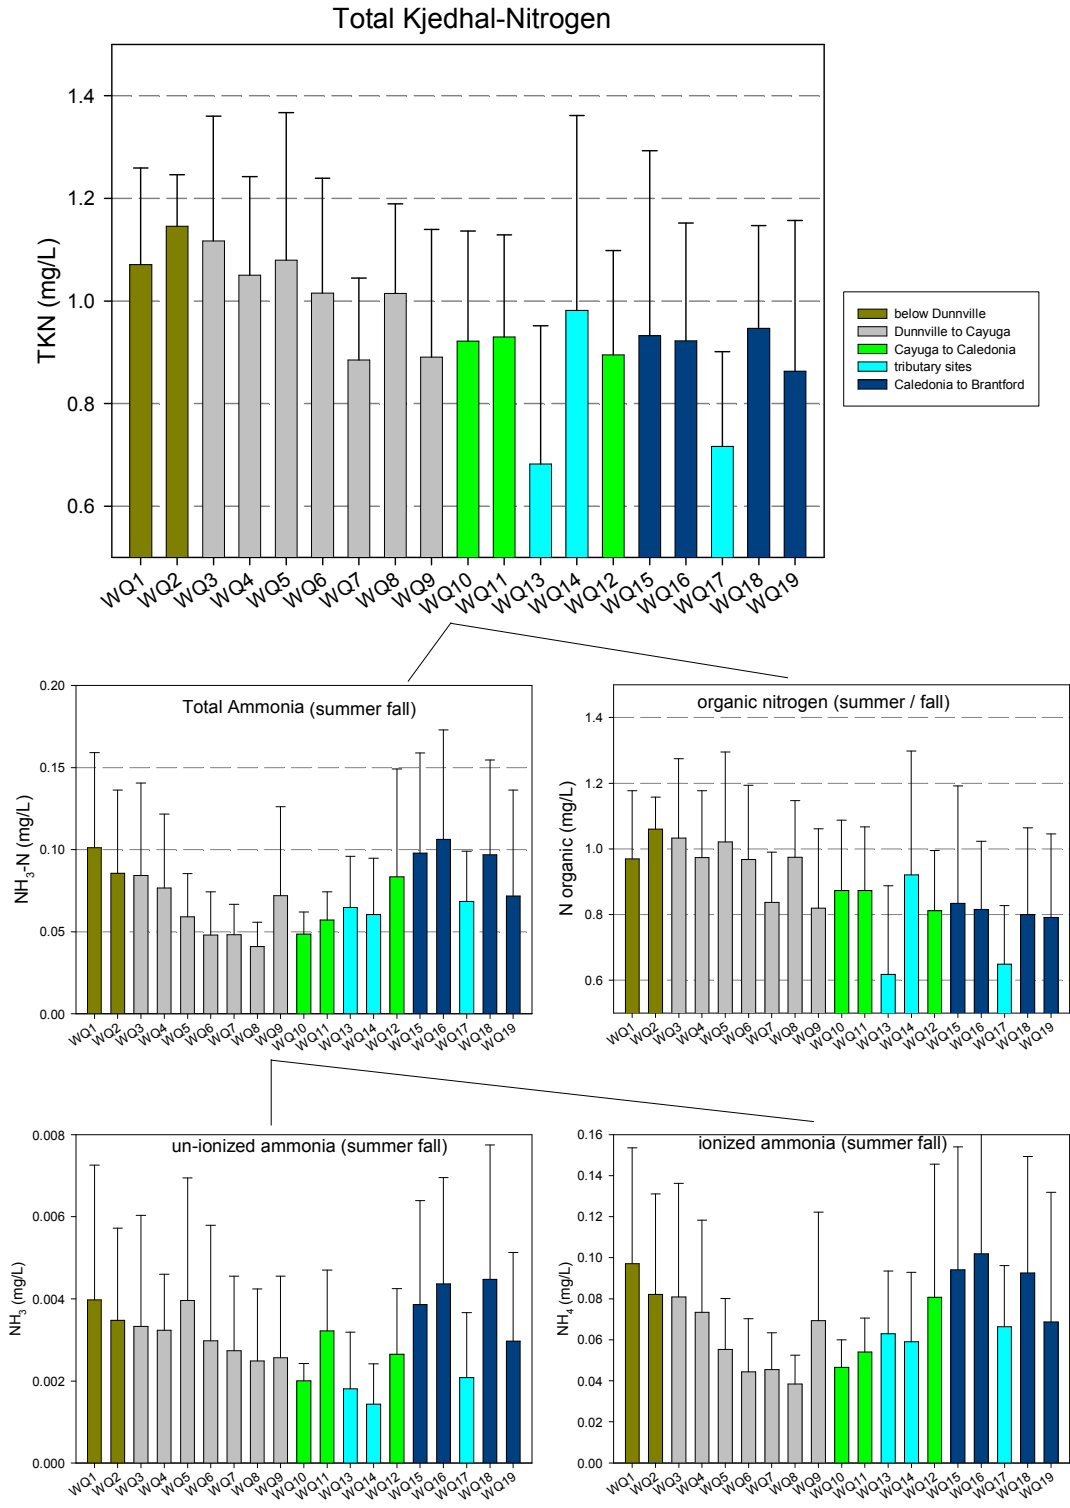 Total Kjedhal-Nitrogen
TKN (mg/L)
1.4
1.2
1.0
0.8
0.6
WQ1 WQ2 WQ3 WQ4 WQ5 WQ6 WQ7 WQ8 WQ9 WQ10 WQ11 WQ13 WQ14 WQ12 WQ15 WQ16 WQ17 WQ18 WQ19
below Dunnville
Dunnville to Cayuga
Cayuga to Caledonia
tributary sites
Caledonia to Brantford
Total Ammonia (summer fall)
NH3-N (mg/L)
0.20
0.15
0.10
0.05
0.00
WQ1 WQ2 WQ3 WQ4 WQ5 WQ6 WQ7 WQ8 WQ9 WQ10 WQ11 WQ13 WQ14 WQ12 WQ15 WQ16 WQ17 WQ18 WQ19
organic nitrogen (summer / fall)
N organic (mg/L)
1.4
1.2
1.0
0.8
0.6
WQ1 WQ2 WQ3 WQ4 WQ5 WQ6 WQ7 WQ8 WQ9 WQ10 WQ11 WQ13 WQ14 WQ12 WQ15 WQ16 WQ17 WQ18 WQ19
un-ionized ammonia (summer fall)
NH3 (mg/L)
0.008
0.006
0.004
0.002
0.000
WQ1 WQ2 WQ3 WQ4 WQ5 WQ6 WQ7 WQ8 WQ9 WQ10 WQ11 WQ13 WQ14 WQ12 WQ15 WQ16 WQ17 WQ18 WQ19
ionized ammonia (summer fall)
NH4 (mg/L)
0.16
0.14
0.12
0.10
0.08
0.06
0.04
0.02
0.00
WQ1 WQ2 WQ3 WQ4 WQ5 WQ6 WQ7 WQ8 WQ9 WQ10 WQ11 WQ13 WQ14 WQ12 WQ15 WQ16 WQ17 WQ18 WQ19